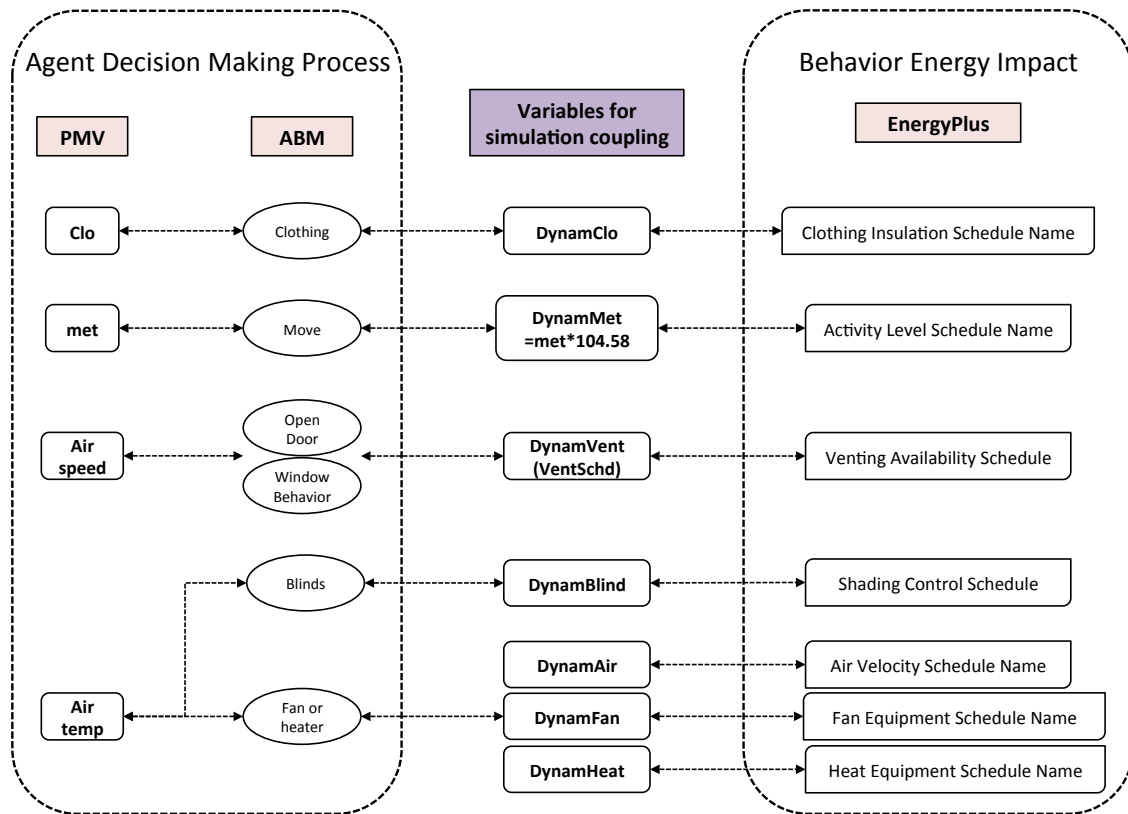 Agent Decision Making Process
Behavior Energy Impact
PMV
ABM
Variables for
simulation coupling
EnergyPlus
Clo
Clothing
DynamClo
Clothing Insulation Schedule Name
met
Move
DynamMet
=met*104.58
Activity Level Schedule Name
Air
speed
Open
Door
Window
Behavior
DynamVent
(VentSchd)
Venting Availability Schedule
Blinds
DynamBlind
Shading Control Schedule
DynamAir
Air Velocity Schedule Name
Air
temp
Fan or
heater
DynamFan
Fan Equipment Schedule Name
DynamHeat
Heat Equipment Schedule Name